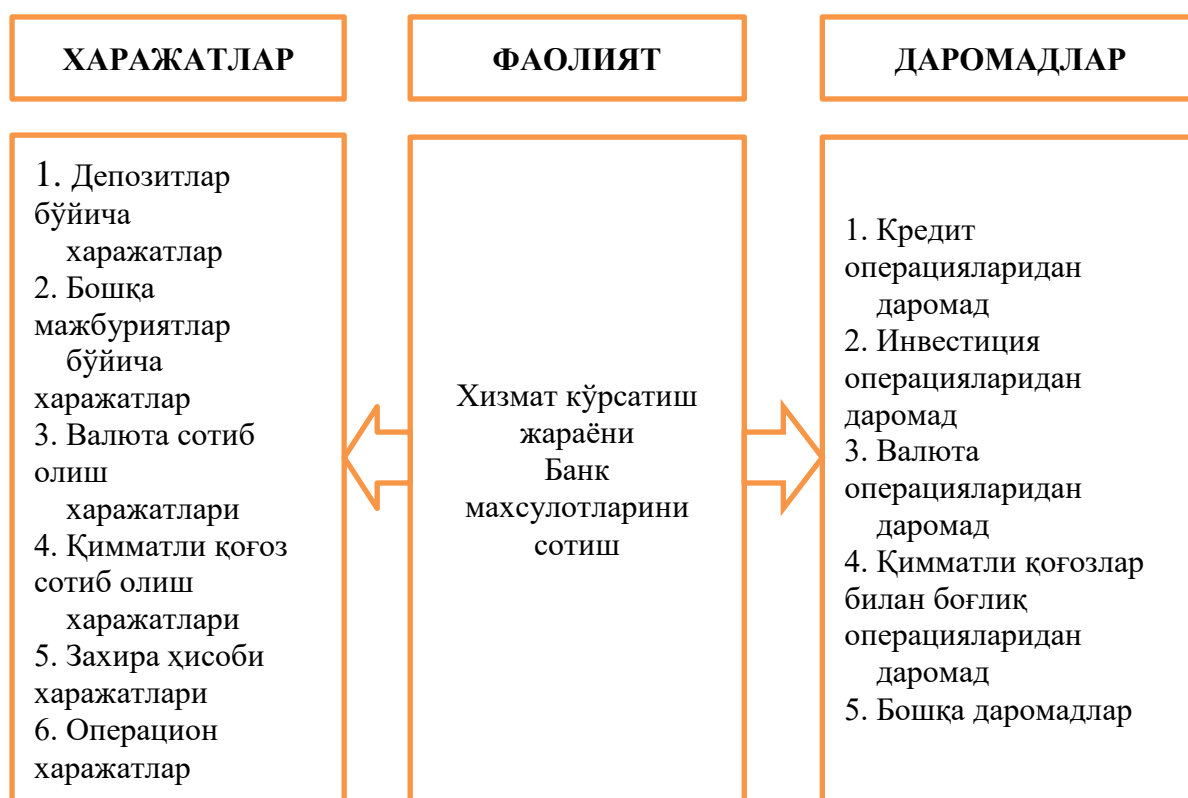 ХАРАЖАТЛАР
ФАОЛИЯТ
ДАРОМАДЛАР
1. Депозитлар
бўйича
харажатлар
2. Бошқа
мажбуриятлар
бўйича
харажатлар
3. Валюта сотиб
олиш
харажатлари
4. Қимматли қоғоз
сотиб олиш
харажатлари
5. Захира ҳисоби
харажатлари
6. Операцион
харажатлар
Хизмат кўрсатиш
жараёни
Банк
махсулотларини
сотиш
1. Кредит
операцияларидан
даромад
2. Инвестиция
операцияларидан
даромад
3. Валюта
операцияларидан
даромад
4. Қимматли қоғозлар
билан боғлиқ
операцияларидан
даромад
5. Бошқа даромадлар